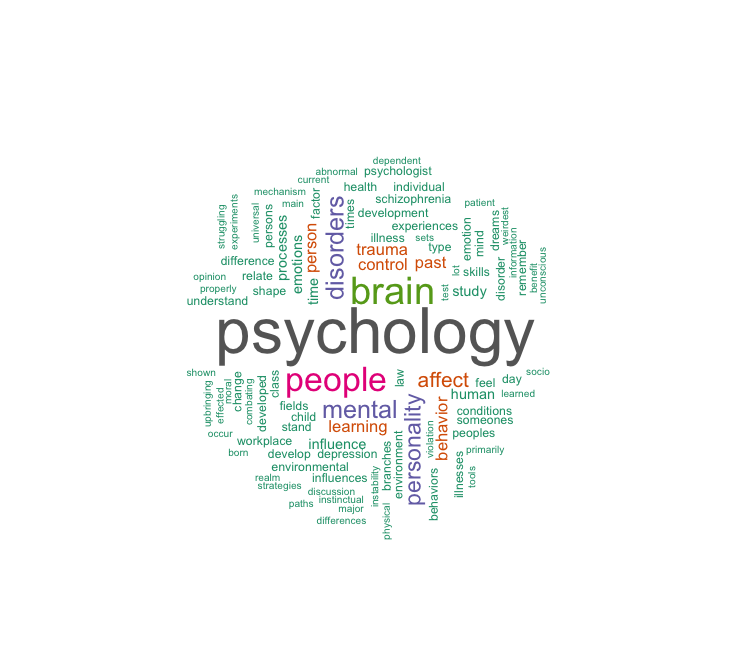 dependent
abnormal psychologist
current
mechanism health individual
main factor schizophrenia patient
struggling experiments universal persons processes emotions person disorders times development
experiences
illness sets type emotion mind dreams weirdest
trauma
difference control past lot skills disorder information remember benefit unconscious
opinion relate
properly shape time brain test study
understand
psychology
shown people law affect feel day socio
upbringing effected moral change combating developed class human learned
fields mental personality behavior conditions
child someones
stand learning
occur peoples
workplace influence violation
born develop depression branches environment primarily
environmental illnesses tools
realm influences behaviors
strategies discussion instability
paths instinctual
major physical
differences